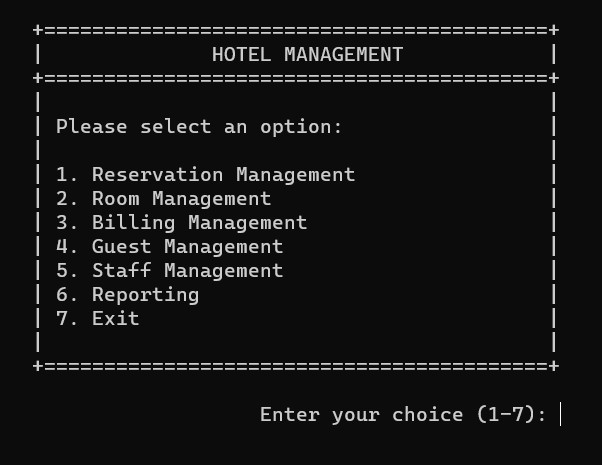 HOTEL MANAGEMENT
Please select an option:
1. Reservation Management
2. Room Management
3. Billing Management
4. Guest Management
5. Staff Management
6. Reporting
7. Exit
Enter your choice (1-7):